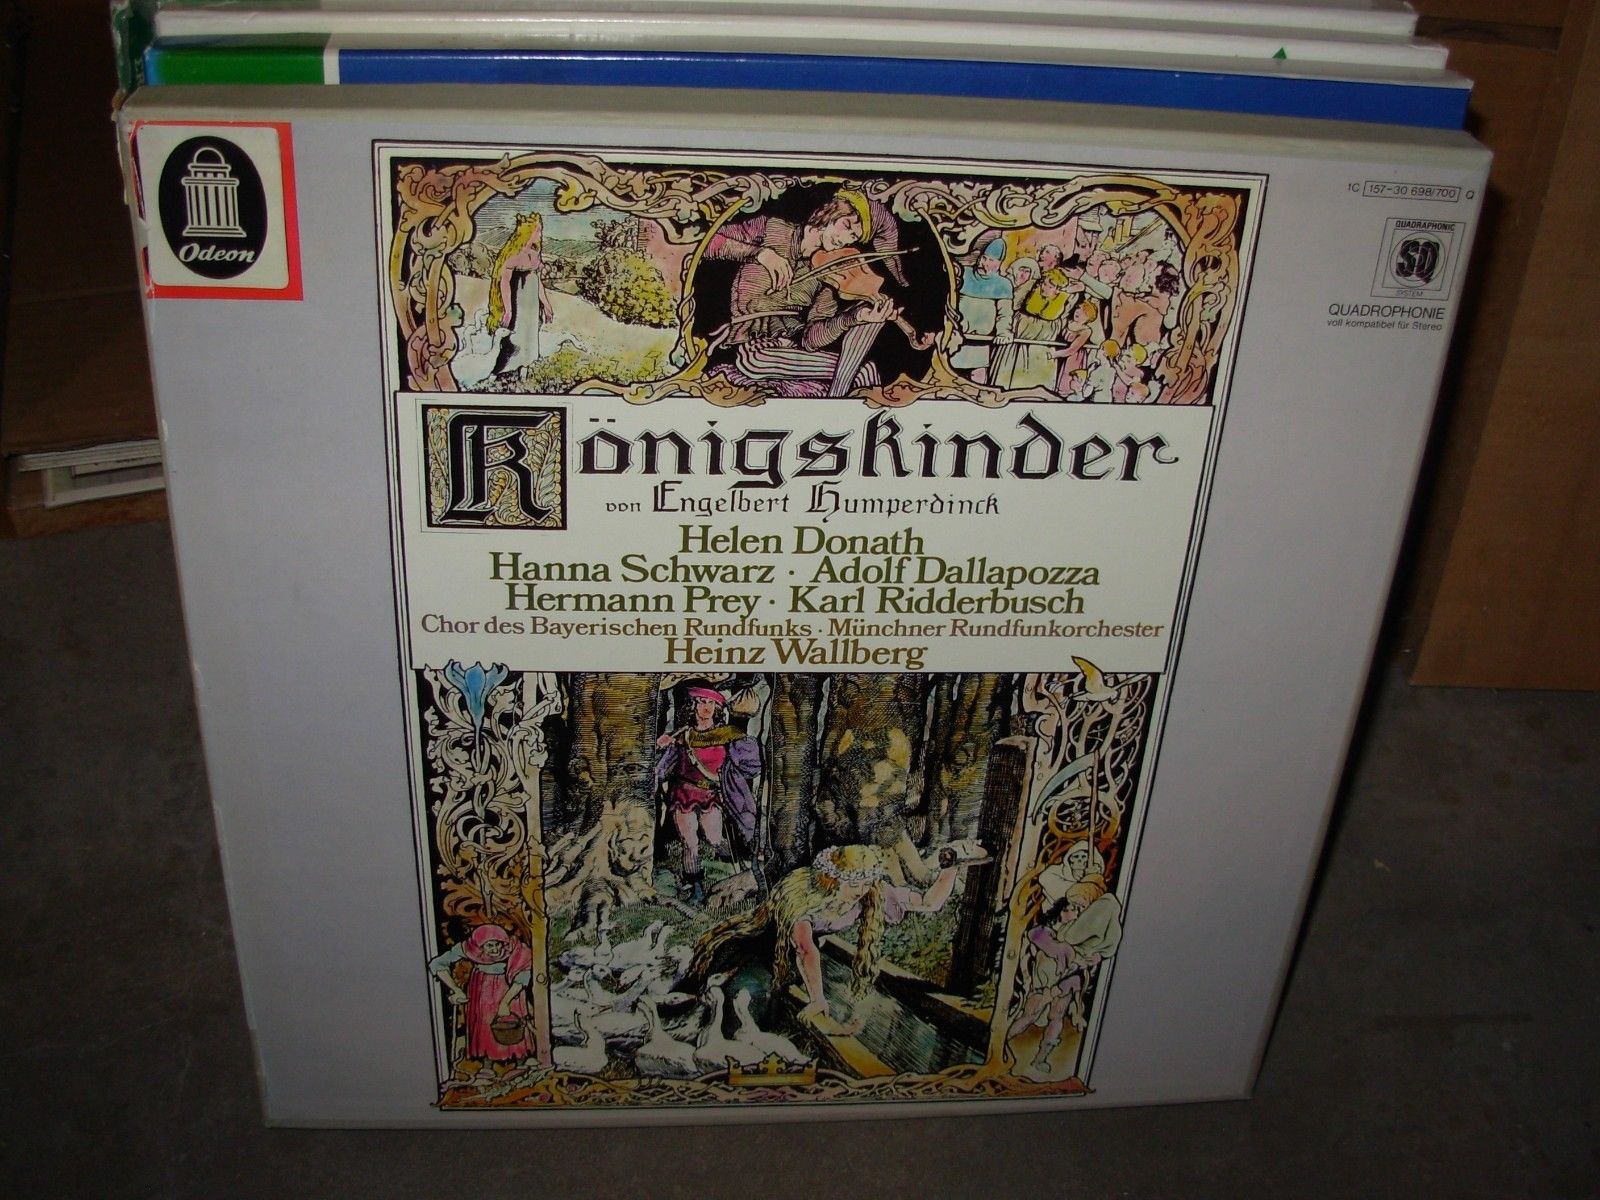 Odeon
1C 157-30 698/700 Q
QUADRAPHONIC
SQ
SYSTEM
QUADROPHONIE
voll kompatibel für Stereo
Königskinder
von Engelbert Humperdinck
Helen Donath
Hanna Schwarz · Adolf Dallapozza
Hermann Prey · Karl Ridderbusch
Chor des Bayerischen Rundfunks · Münchner Rundfunkorchester
Heinz Wallberg